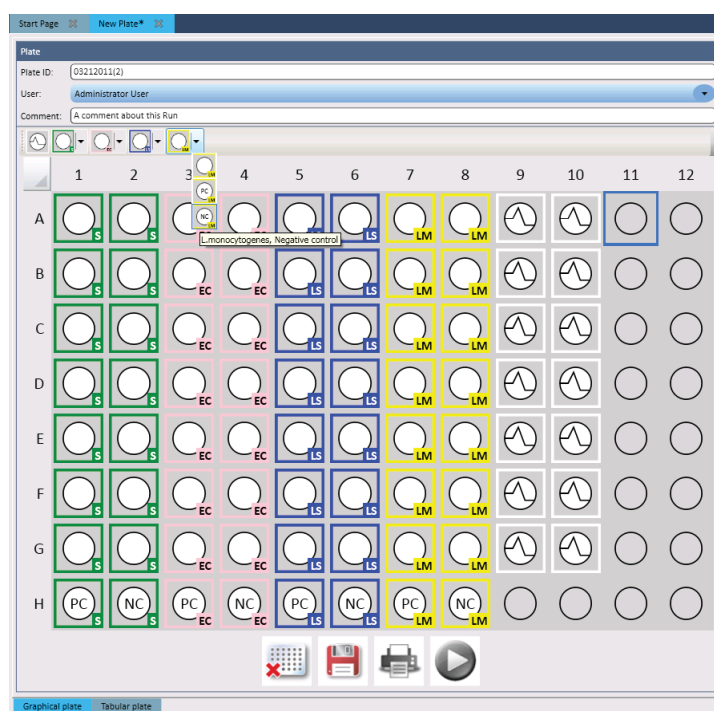 Start Page New Plate*
Plate
Plate ID: 03212011(2)
User: Administrator User
Comment: A comment about this Run
LM
PC LM
NC LM
L.monocytogenes, Negative control
1 2 3 4 5 6 7 8 9 10 11 12
A S S LS LM LM
B S S EC EC LS LS LM LM
C S S EC EC LS LS LM LM
D S S EC EC LS LS LM LM
E S S EC EC LS LS LM LM
F S S EC EC LS LS LM LM
G S S EC EC LS LS LM LM
H PC S NC S PC EC NC EC PC LS NC LS PC LM NC LM
Graphical plate Tabular plate